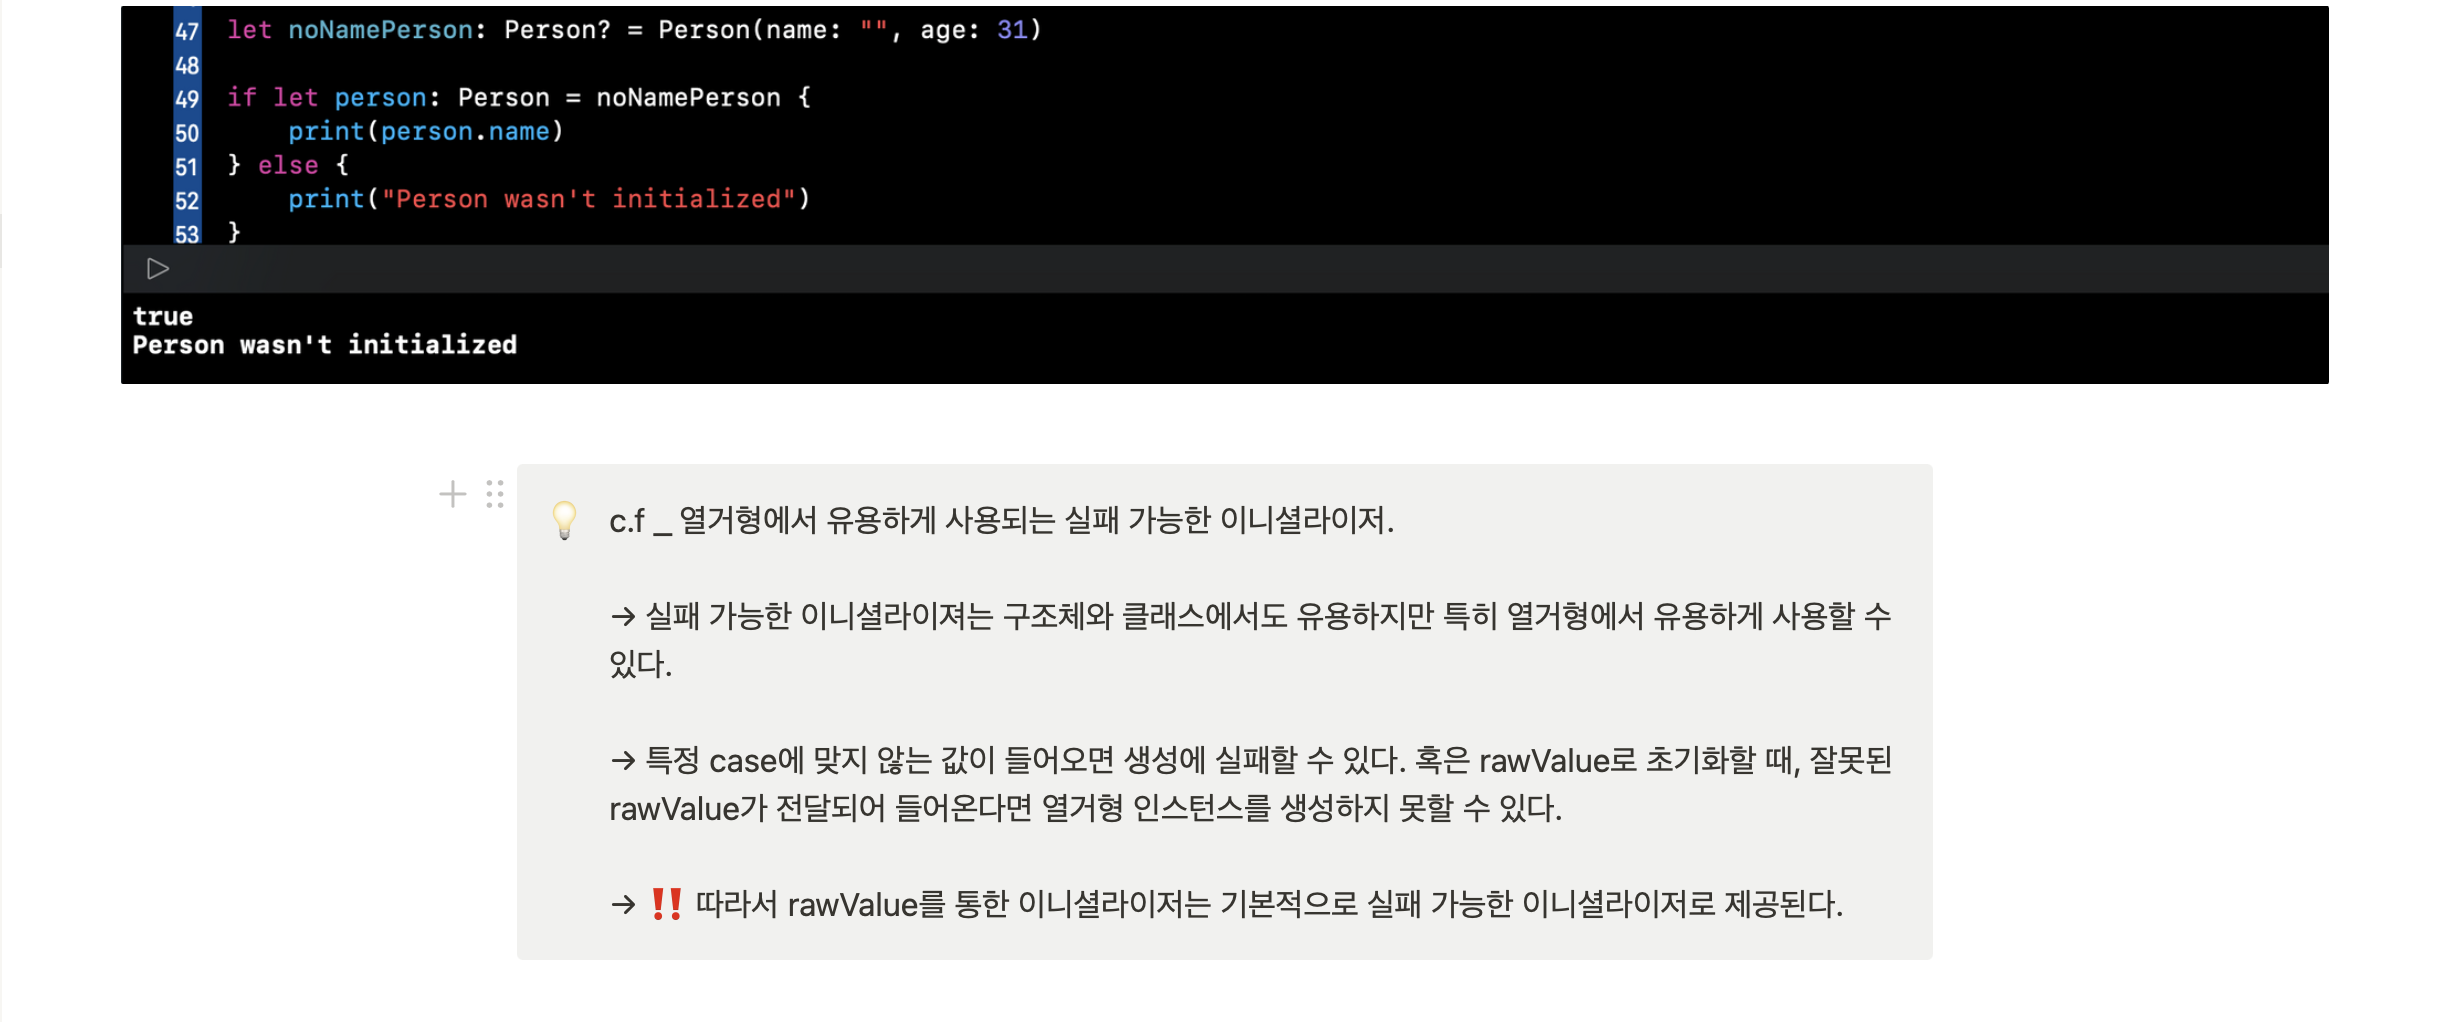 47 let noNamePerson: Person? = Person(name: "", age: 31)
48
49 if let person: Person = noNamePerson {
50     print(person.name)
51 } else {
52     print("Person wasn't initialized")
53 }
true
Person wasn't initialized
c.f _ 열거형에서 유용하게 사용되는 실패 가능한 이니셜라이저.
→ 실패 가능한 이니셜라이져는 구조체와 클래스에서도 유용하지만 특히 열거형에서 유용하게 사용할 수
있다.
→ 특정 case에 맞지 않는 값이 들어오면 생성에 실패할 수 있다. 혹은 rawValue로 초기화할 때, 잘못된
rawValue가 전달되어 들어온다면 열거형 인스턴스를 생성하지 못할 수 있다.
→ ‼️ 따라서 rawValue를 통한 이니셜라이저는 기본적으로 실패 가능한 이니셜라이저로 제공된다.